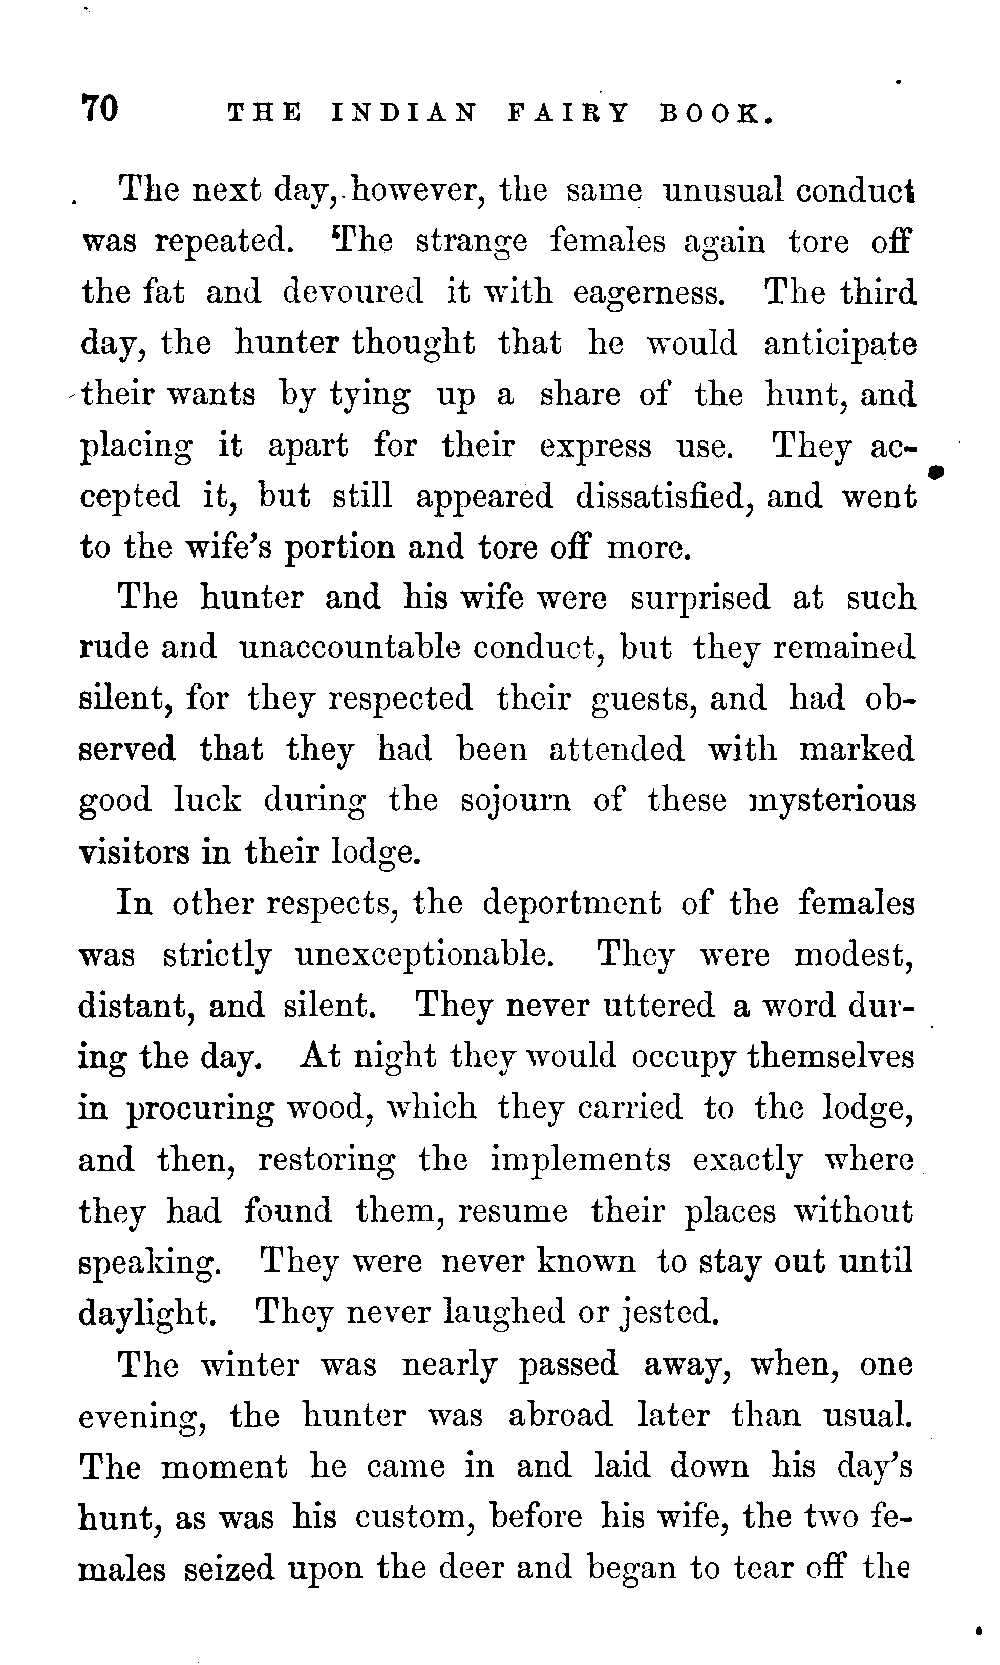 70 THE INDIAN FAIRY BOOK.
The next day, however, the same unusual conduct
was repeated. The strange females again tore off
the fat and devoured it with eagerness. The third
day, the hunter thought that he would anticipate
their wants by tying up a share of the hunt, and
placing it apart for their express use. They ac-
cepted it, but still appeared dissatisfied, and went
to the wife's portion and tore off more.
The hunter and his wife were surprised at such
rude and unaccountable conduct, but they remained
silent, for they respected their guests, and had ob-
served that they had been attended with marked
good luck during the sojourn of these mysterious
visitors in their lodge.
In other respects, the deportment of the females
was strictly unexceptionable. They were modest,
distant, and silent. They never uttered a word dur-
ing the day. At night they would occupy themselves
in procuring wood, which they carried to the lodge,
and then, restoring the implements exactly where
they had found them, resume their places without
speaking. They were never known to stay out until
daylight. They never laughed or jested.
The winter was nearly passed away, when, one
evening, the hunter was abroad later than usual.
The moment he came in and laid down his day's
hunt, as was his custom, before his wife, the two fe-
males seized upon the deer and began to tear off the